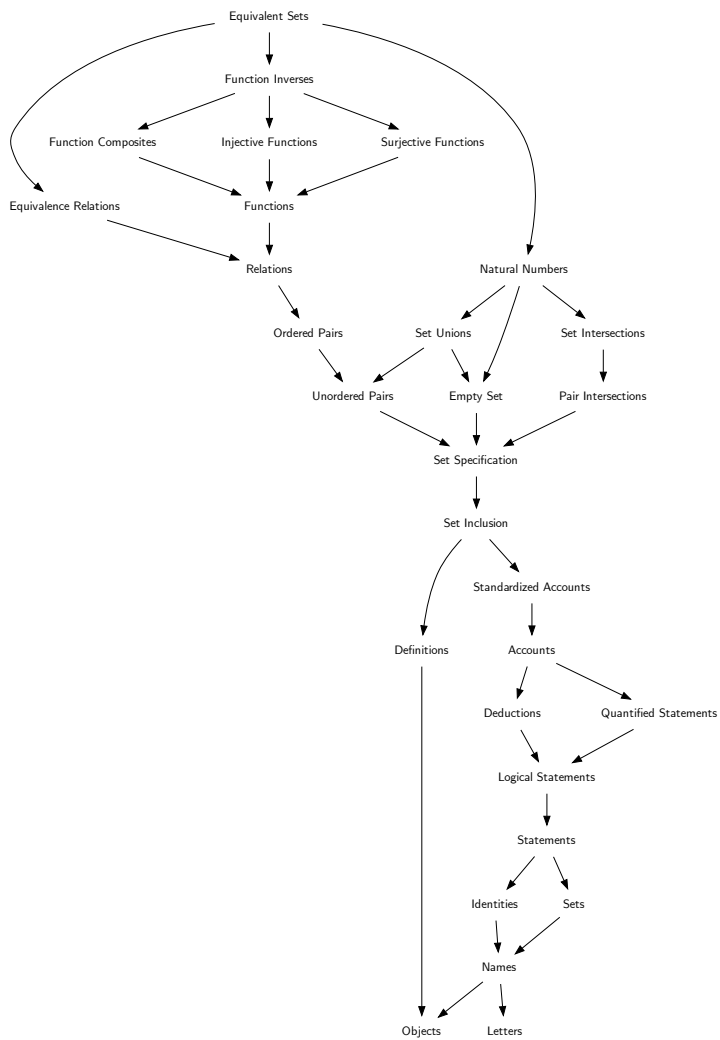 Equivalent Sets
Function Inverses
Function Composites
Injective Functions
Surjective Functions
Equivalence Relations
Functions
Relations
Natural Numbers
Ordered Pairs
Set Unions
Set Intersections
Unordered Pairs
Empty Set
Pair Intersections
Set Specification
Set Inclusion
Standardized Accounts
Definitions
Accounts
Deductions
Quantified Statements
Logical Statements
Statements
Identities
Sets
Names
Objects
Letters